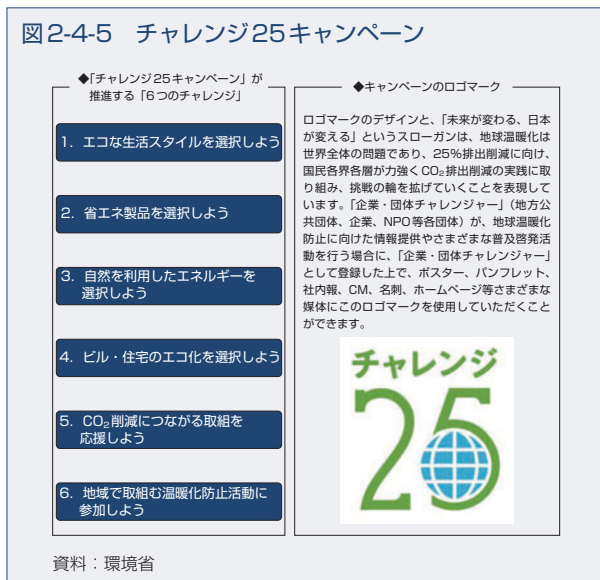 図2-4-5 チャレンジ25キャンペーン
◆「チャレンジ25キャンペーン」が
推進する「6つのチャレンジ」
1. エコな生活スタイルを選択しよう
2. 省エネ製品を選択しよう
3. 自然を利用したエネルギーを
選択しよう
4. ビル・住宅のエコ化を選択しよう
5. CO₂削減につながる取組を
応援しよう
6. 地域で取組む温暖化防止活動に
参加しよう
◆キャンペーンのロゴマーク
ロゴマークのデザインと、「未来が変わる、日本
が変える」というスローガンは、地球温暖化は
世界全体の問題であり、25%排出削減に向け、
国民各界各層が力強くCO₂排出削減の実践に取
り組み、挑戦の輪を拡げていくことを表現して
います。「企業・団体チャレンジャー」(地方公
共団体、企業、NPO等各団体)が、地球温暖化
防止に向けた情報提供やさまざまな普及啓発活
動を行う場合に、「企業・団体チャレンジャー」
として登録した上で、ポスター、パンフレット、
社内報、CM、名刺、ホームページ等さまざまな
媒体にこのロゴマークを使用していただくこと
ができます。
チャレンジ
25
資料:環境省